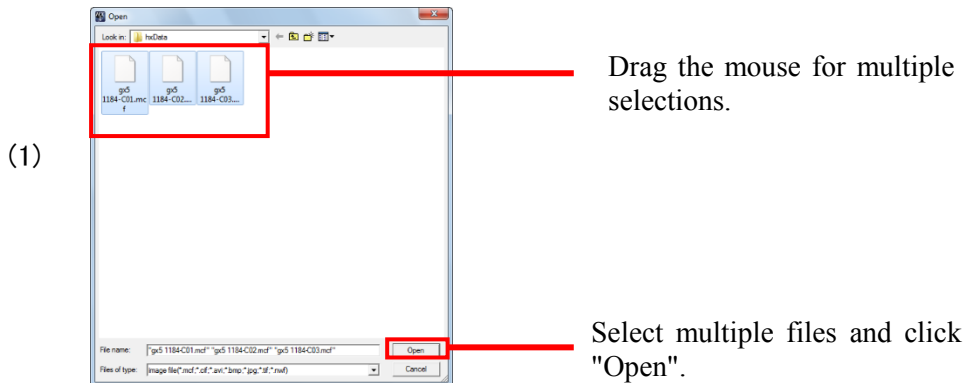 Open
Look in: hxData
gx5
1184-C01.mc
f
gx5
1184-C02....
gx5
1184-C03....
Drag the mouse for multiple
selections.
(1)
File name: "gx5 1184-C01.mcf" "gx5 1184-C02.mcf" "gx5 1184-C03.mcf" Open
Files of type: image file(*.mcf;*.cif;*.avi;*.bmp;*.jpg;*.tif;*.rwf) Cancel
Select multiple files and click
"Open".